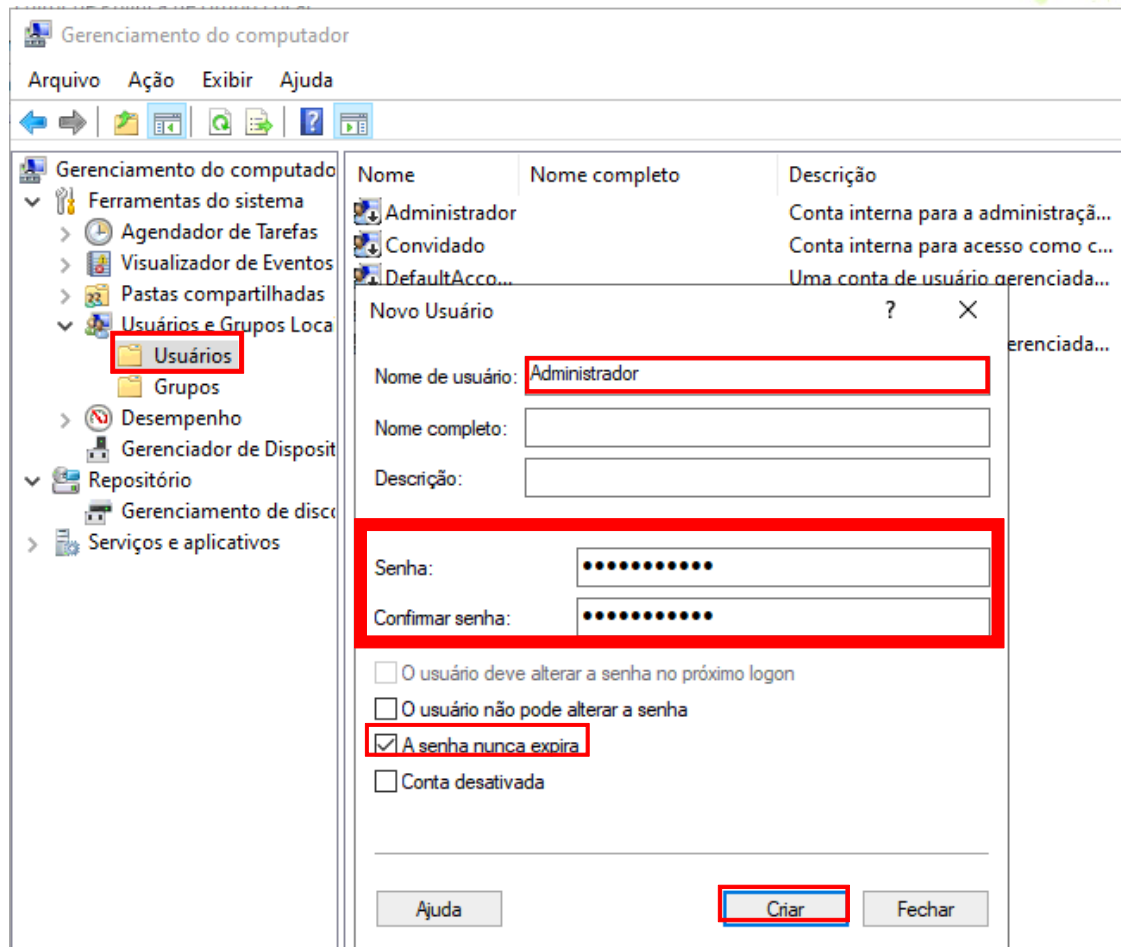 Gerenciamento do computador
Arquivo Ação Exibir Ajuda
Gerenciamento do computado
Ferramentas do sistema
Agendador de Tarefas
Visualizador de Eventos
Pastas compartilhadas
Usuários e Grupos Loca
Usuários
Grupos
Desempenho
Gerenciador de Disposit
Repositório
Gerenciamento de disco
Serviços e aplicativos
Nome Nome completo Descrição
Administrador Conta interna para a administraçã...
Convidado Conta interna para acesso como c...
DefaultAcco... Uma conta de usuário gerenciada...
erenciada...
Novo Usuário ?
Nome de usuário: Administrador
Nome completo:
Descrição:
Senha: ●●●●●●●●●●●
Confirmar senha: ●●●●●●●●●●●
O usuário deve alterar a senha no próximo logon
O usuário não pode alterar a senha
A senha nunca expira
Conta desativada
Ajuda Criar Fechar